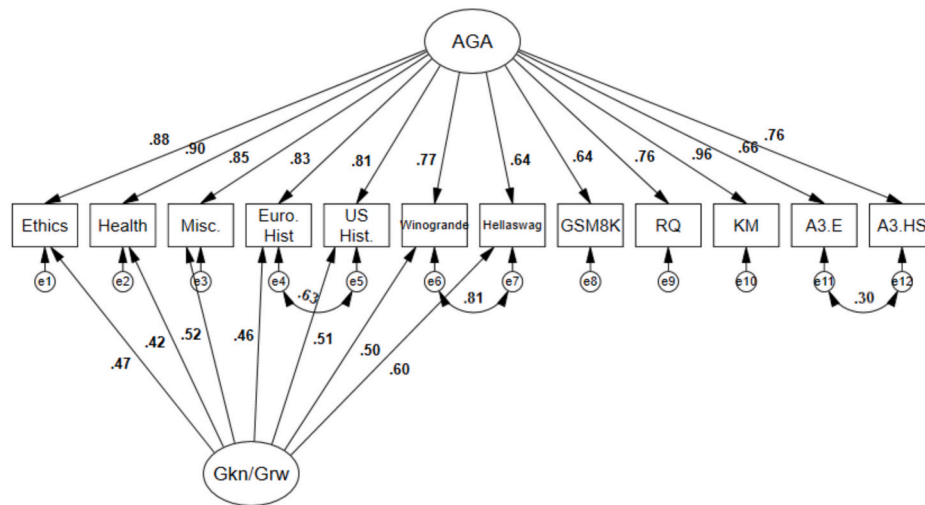 AGA
.88
.90
.85
.83
.81
.77
.64
.64
.76
.96
.66
.76
Ethics
Health
Misc.
Euro.
Hist
US
Hist.
Winogrande
Hellaswag
GSM8K
RQ
KM
A3.E
A3.HS
e1
e2
e3
e4
e5
e6
e7
e8
e9
e10
e11
e12
.63
.81
.30
.47
.42
.52
.46
.51
.50
.60
Gkn/Grw